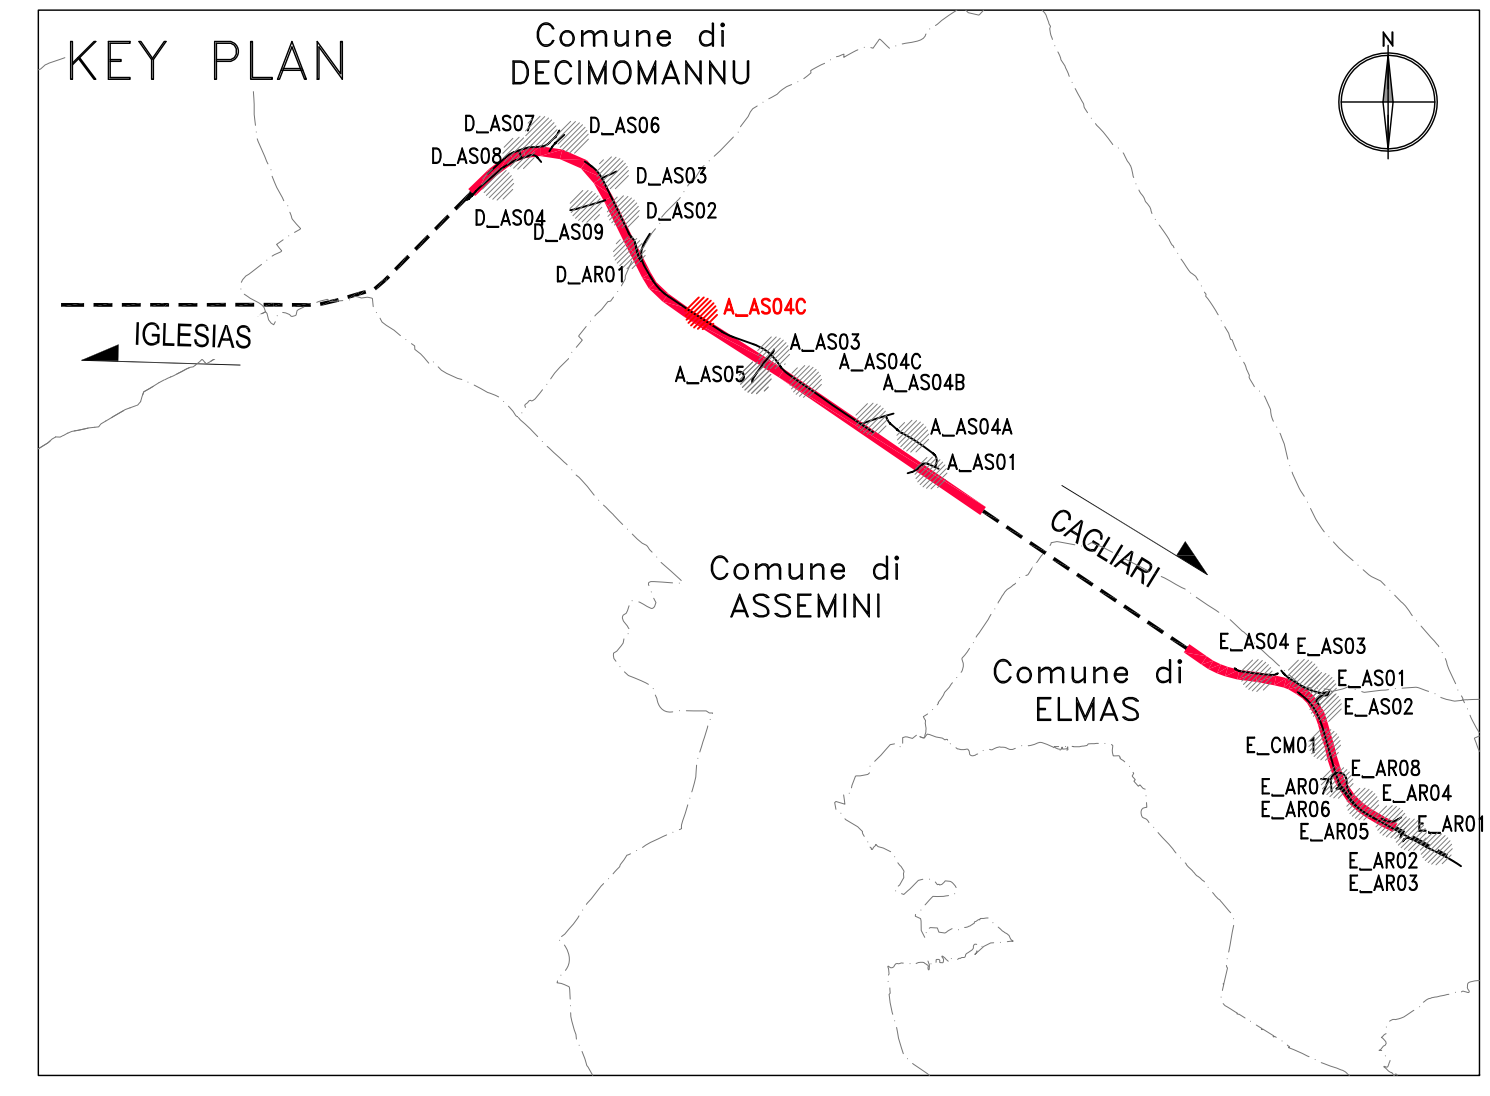 KEY PLAN
Comune di
DECIMOMANNU
N
D_AS07
D_AS06
D_AS08
D_AS03
D_AS04
D_AS02
D_AS09
D_AR01
A_AS04C
IGLESIAS
A_AS03
A_AS04C
A_AS05
A_AS04B
A_AS04A
A_AS01
CAGLIARI
Comune di
ASSEMINI
E_AS04
E_AS03
Comune di
ELMAS
E_AS01
E_AS02
E_CM01
E_AR08
E_AR07
E_AR04
E_AR06
E_AR01
E_AR05
E_AR02
E_AR03